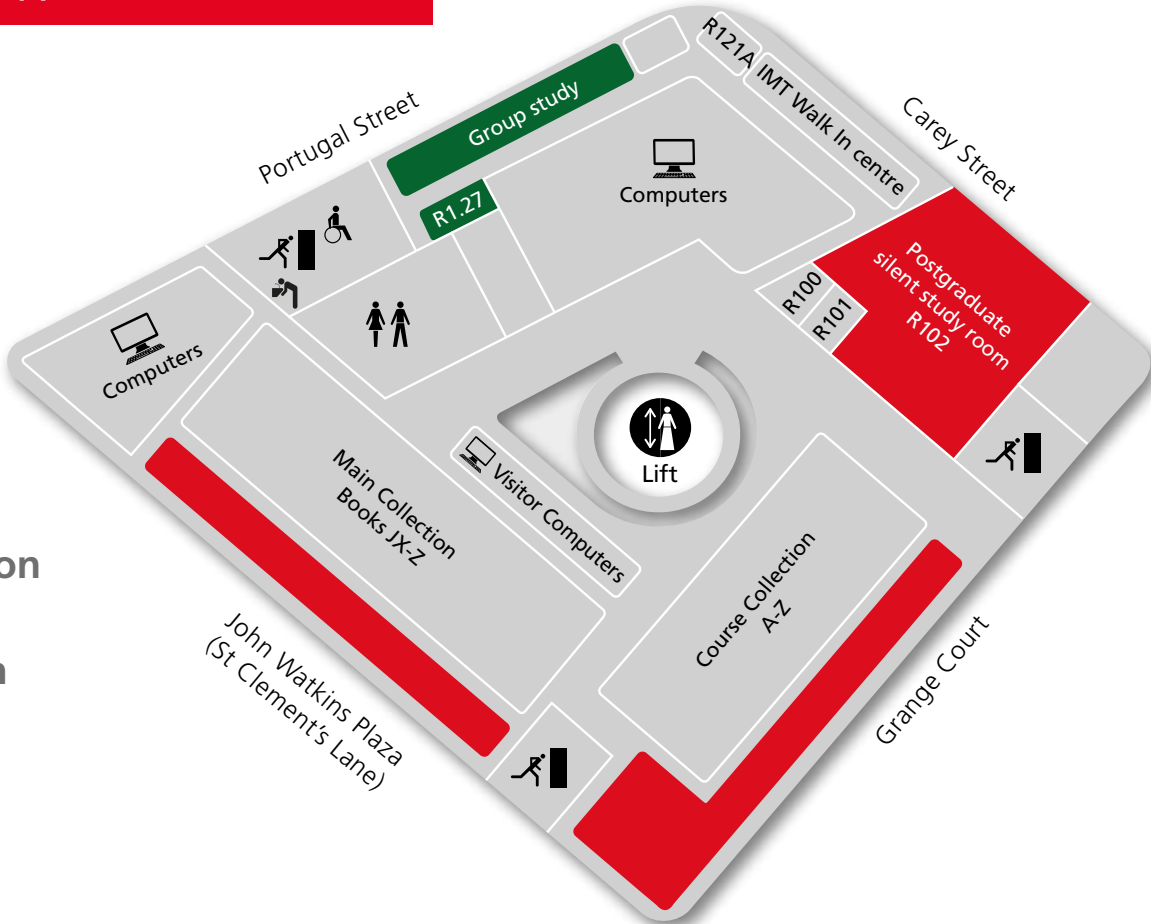 Portugal Street
Group study
R121A
IMT Walk In centre
Carey Street
Computers
R1.27
Postgraduate
silent study room
R102
R100
R101
Computers
Lift
Visitor Computers
Main Collection
Books JX-Z
Course Collection
A-Z
John Watkins Plaza
(St Clement's Lane)
Grange Court